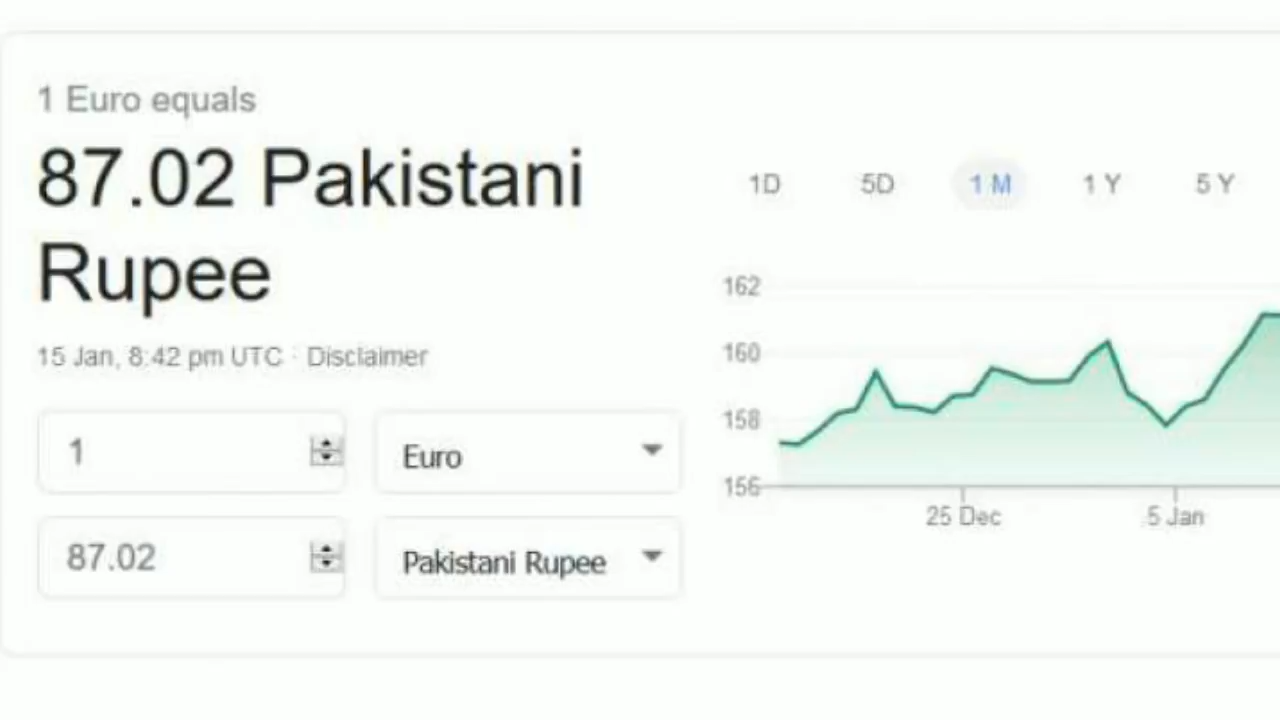 1 Euro equals
87.02 Pakistani
Rupee
15 Jan, 8:42 pm UTC · Disclaimer
1 Euro
87.02 Pakistani Rupee
1D 5D 1 M 1 Y 5 Y
162
160
158
156
25 Dec 5 Jan